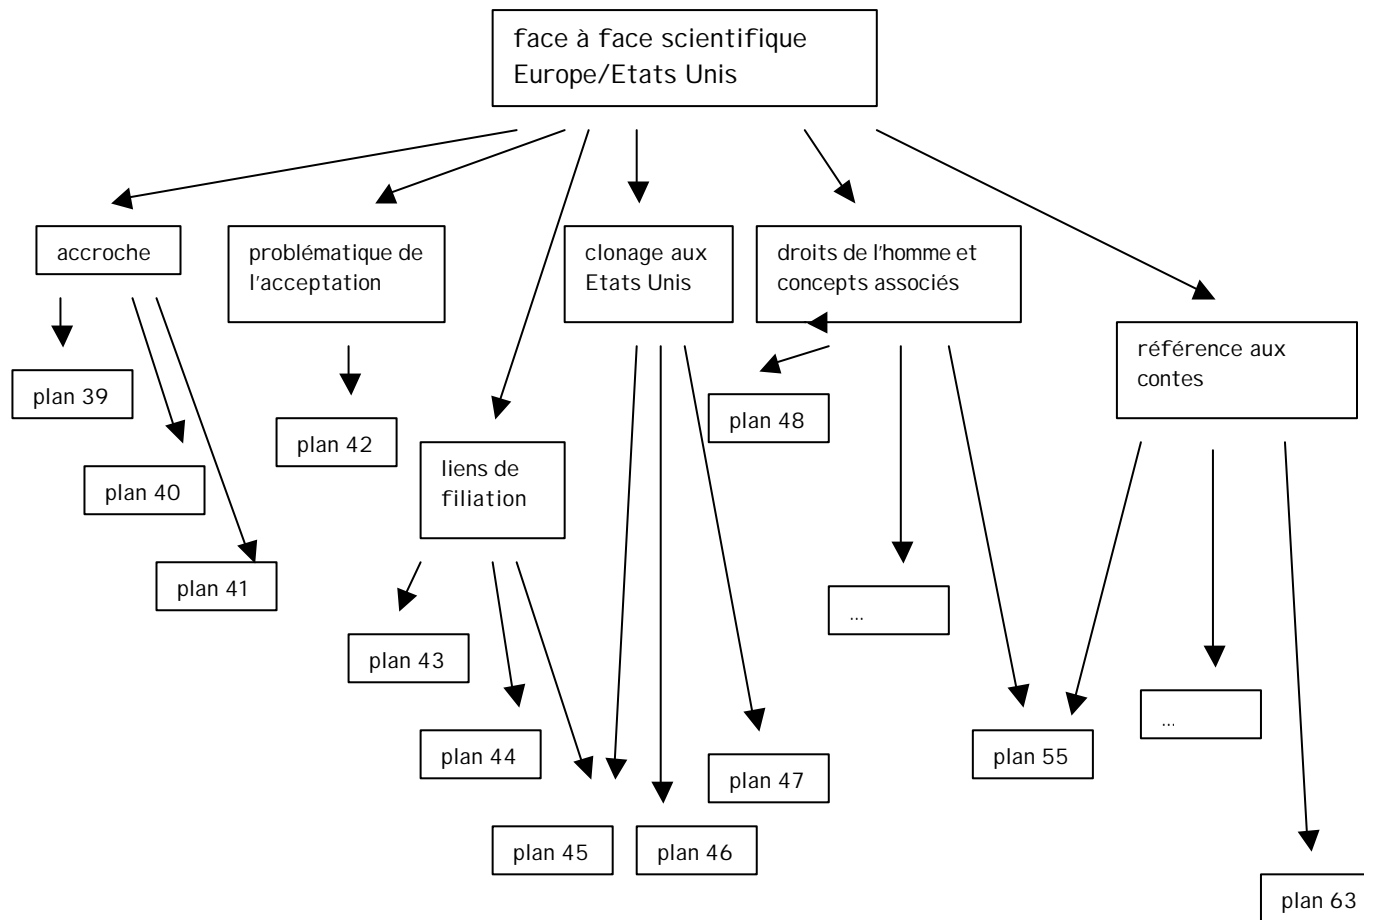 face à face scientifique
Europe/Etats Unis
accroche
problématique de
l'acceptation
clonage aux
Etats Unis
droits de l'homme et
concepts associés
référence aux
contes
plan 39
plan 48
plan 42
liens de
filiation
plan 40
plan 41
...
plan 43
...
plan 44
plan 47
plan 55
plan 45
plan 46
plan 63